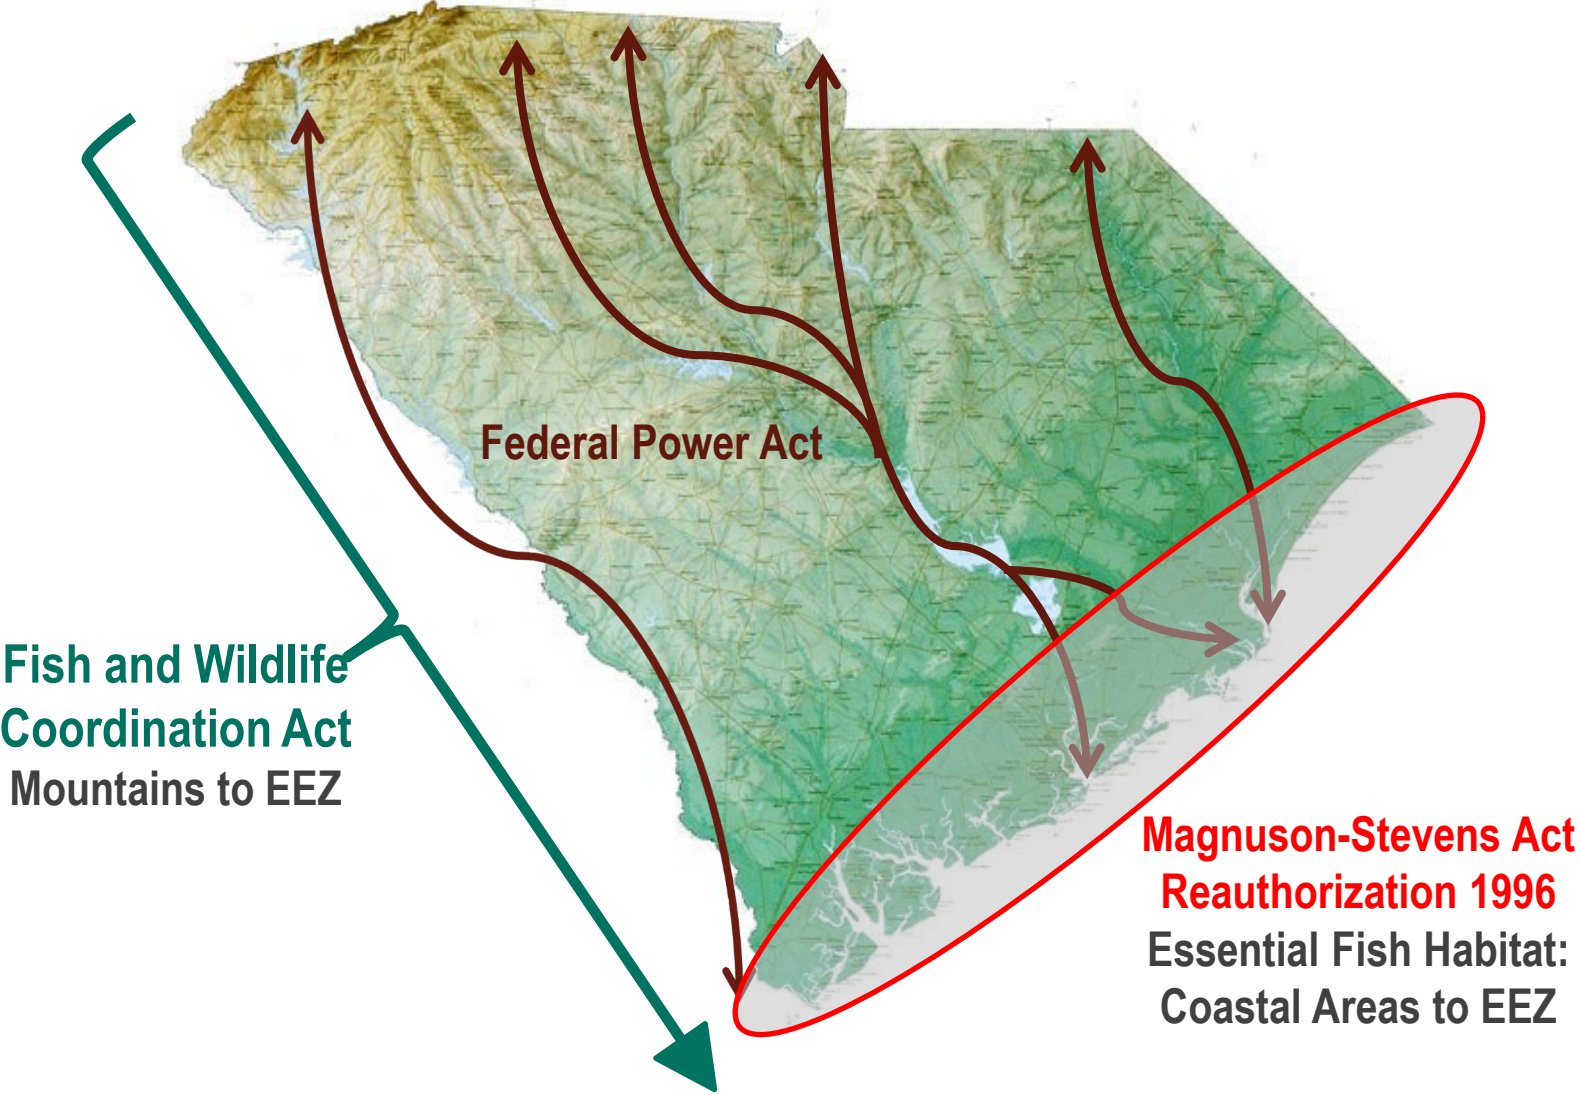 Federal Power Act
Fish and Wildlife
Coordination Act
Mountains to EEZ
Magnuson-Stevens Act
Reauthorization 1996
Essential Fish Habitat:
Coastal Areas to EEZ